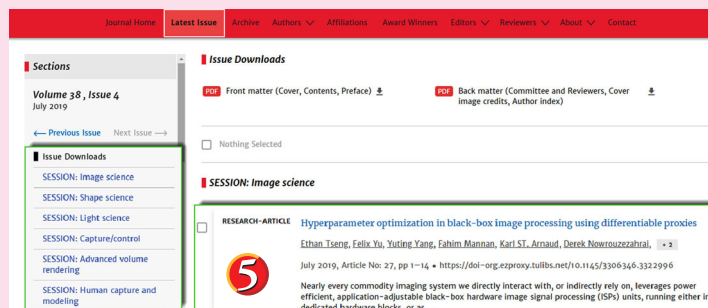 Journal Home Latest Issue Archive Authors Affiliations Award Winners Editors Reviewers About Contact
Sections
Volume 38 , Issue 4
July 2019
← Previous Issue Next Issue →
Issue Downloads
SESSION: Image science
SESSION: Shape science
SESSION: Light science
SESSION: Capture/control
SESSION: Advanced volume
rendering
SESSION: Human capture and
modeling
Issue Downloads
PDF Front matter (Cover, Contents, Preface)
PDF Back matter (Committee and Reviewers, Cover
image credits, Author index)
Nothing Selected
SESSION: Image science
RESEARCH-ARTICLE
5
Hyperparameter optimization in black-box image processing using differentiable proxies
Ethan Tseng, Felix Yu, Yuting Yang, Fahim Mannan, Karl ST. Arnaud, Derek Nowrouzezahrai, + 2
July 2019, Article No: 27, pp 1–14 • https://doi-org.ezproxy.tulibs.net/10.1145/3306346.3322996
Nearly every commodity imaging system we directly interact with, or indirectly rely on, leverages power
efficient, application-adjustable black-box hardware image signal processing (ISPs) units, running either in
dedicated hardware blocks, or as